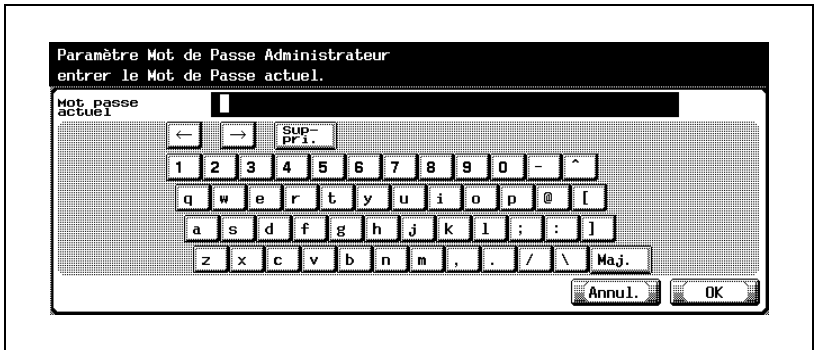 Paramètre Mot de Passe Administrateur
entrer le Mot de Passe actuel.
Mot passe
actuel
← → Sup-
pri.
1 2 3 4 5 6 7 8 9 0 - ^
q w e r t y u i o p @ [
a s d f g h j k l ; : ]
z x c v b n m , . / \ Maj.
Annul. OK